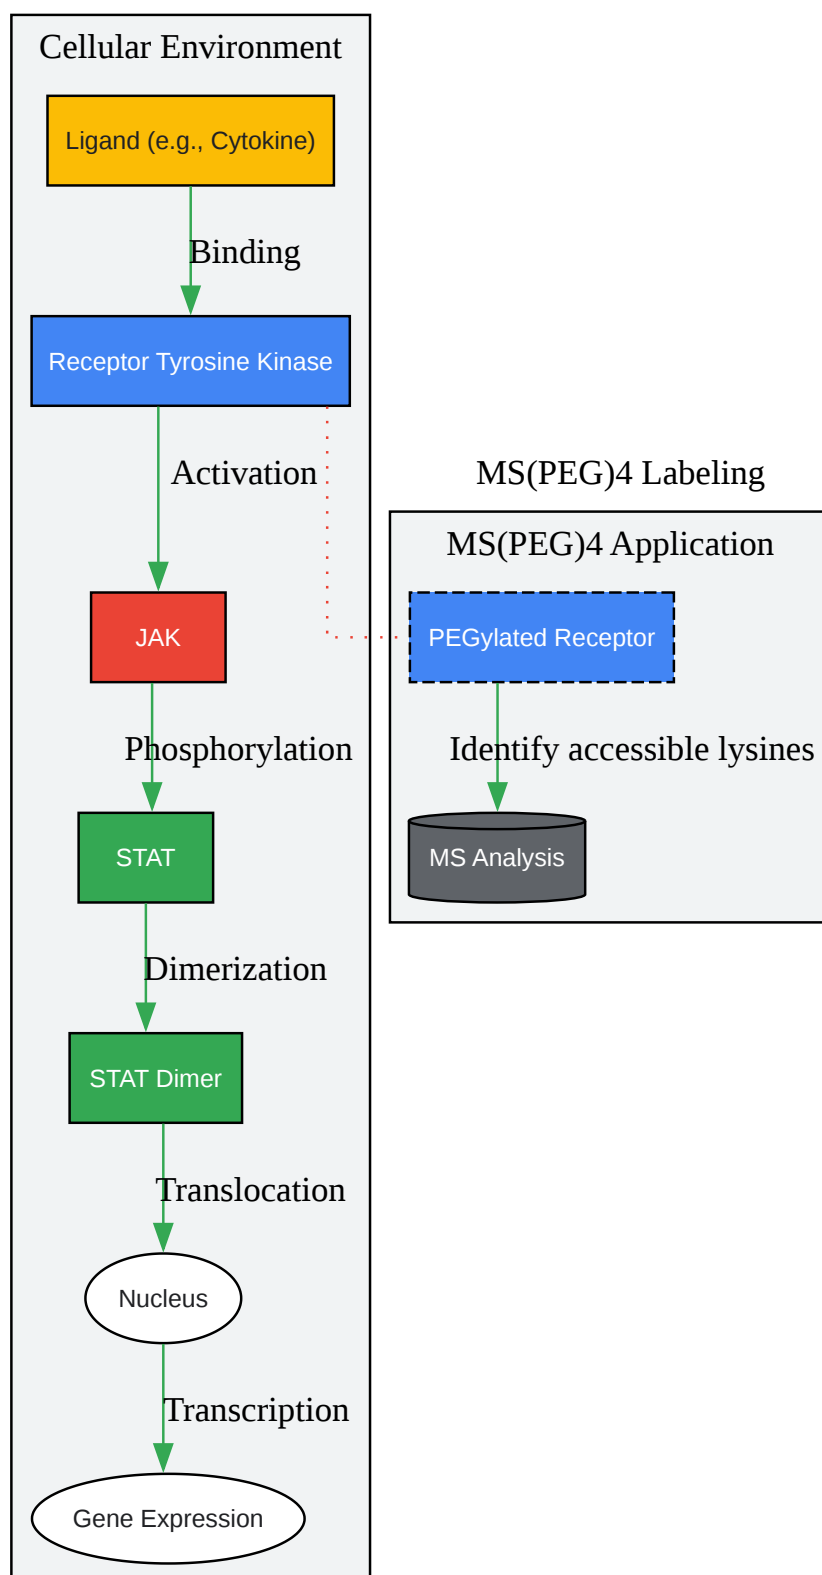 Cellular Environment
Ligand (e.g., Cytokine)
Binding
Receptor Tyrosine Kinase
Activation
JAK
Phosphorylation
STAT
Dimerization
STAT Dimer
Translocation
Nucleus
Transcription
Gene Expression
MS(PEG)4 Labeling
MS(PEG)4 Application
PEGylated Receptor
Identify accessible lysines
MS Analysis